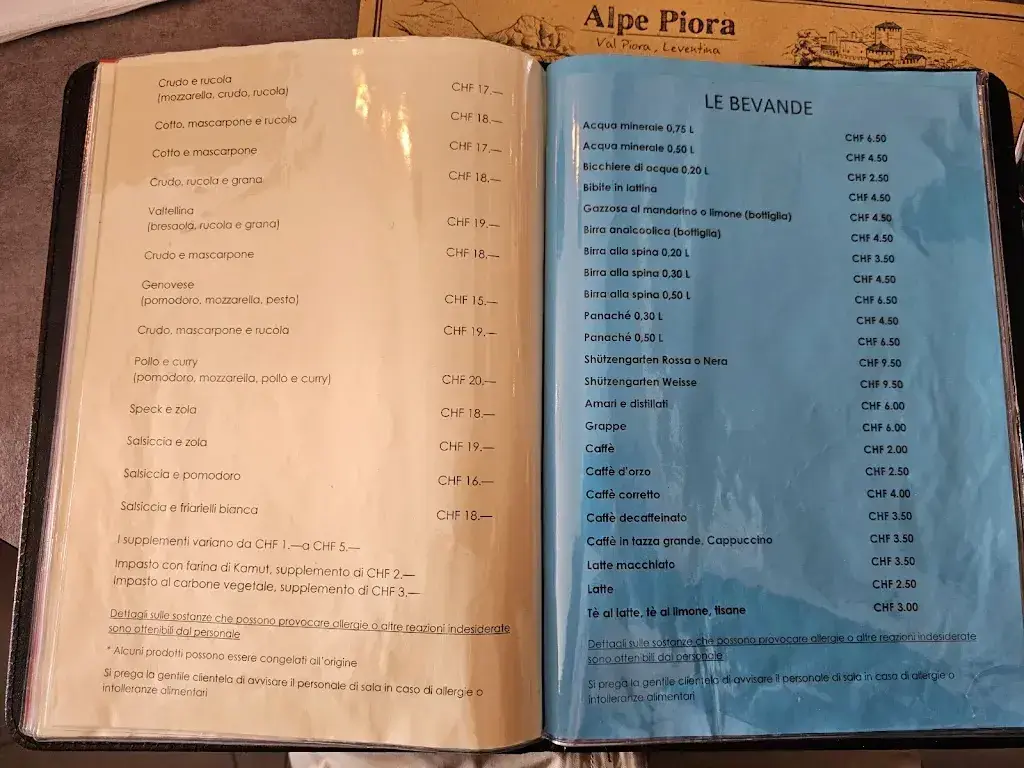 Alpe Piora
Val Piora, Leventina
Crudo e rucola
(mozzarella, crudo, rucola) CHF 17.—
Cotto, mascarpone e rucola CHF 18.—
Cotto e mascarpone CHF 17.—
Crudo, rucola e grana CHF 18.—
Valtellina
(bresaola, rucola e grana) CHF 19.—
Crudo e mascarpone CHF 18.—
Genovese
(pomodoro, mozzarella, pesto) CHF 15.—
Crudo, mascarpone e rucola CHF 19.—
Pollo e curry
(pomodoro, mozzarella, pollo e curry) CHF 20.—
Speck e zola CHF 18.—
Salsiccia e zola CHF 19.—
Salsiccia e pomodoro CHF 16.—
Salsiccia e friarielli bianca CHF 18.—
I supplementi variano da CHF 1.—a CHF 5.—
Impasto con farina di Kamut, supplemento di CHF 2.—
Impasto al carbone vegetale, supplemento di CHF 3.—
Dettagli sulle sostanze che possono provocare allergie o altre reazioni indesiderate
sono ottenibili dal personale
* Alcuni prodotti possono essere congelati all'origine
Si prega la gentile clientela di avvisare il personale di sala in caso di allergie o
intolleranze alimentari
LE BEVANDE
Acqua minerale 0,75 L CHF 6.50
Acqua minerale 0,50 L CHF 4.50
Bicchiere di acqua 0,20 L CHF 2.50
Bibite in lattina CHF 4.50
Gazzosa al mandarino o limone (bottiglia) CHF 4.50
Birra analcoolica (bottiglia) CHF 4.50
Birra alla spina 0,20 L CHF 3.50
Birra alla spina 0,30 L CHF 4.50
Birra alla spina 0,50 L CHF 6.50
Panaché 0,30 L CHF 4.50
Panaché 0,50 L CHF 6.50
Shützengarten Rossa o Nera CHF 9.50
Shützengarten Weisse CHF 9.50
Amari e distillati CHF 6.00
Grappe CHF 6.00
Caffè CHF 2.00
Caffè d'orzo CHF 2.50
Caffè corretto CHF 4.00
Caffè decaffeinato CHF 3.50
Caffè in tazza grande, Cappuccino CHF 3.50
Latte macchiato CHF 3.50
Latte CHF 2.50
Tè al latte, tè al limone, tisane CHF 3.00
Dettagli sulle sostanze che possono provocare allergie o altre reazioni indesiderate
sono ottenibili dal personale
Si prega la gentile clientela di avvisare il personale di sala in caso di allergie o
intolleranze alimentari